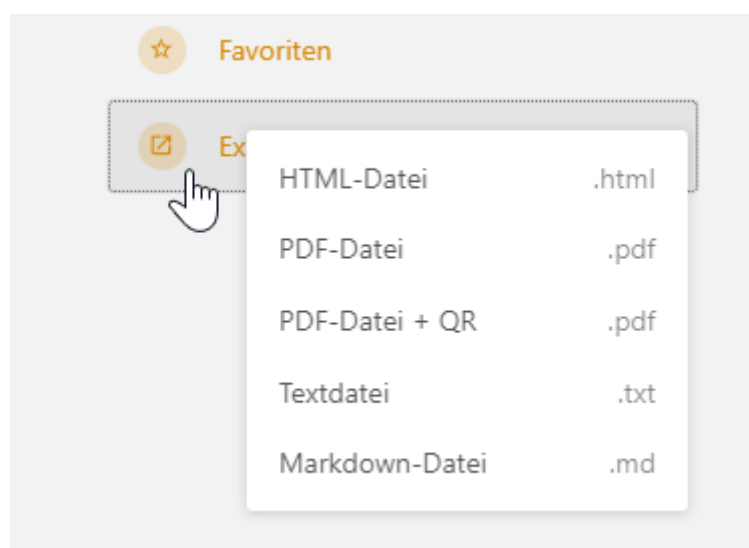 Favoriten
Ex
HTML-Datei .html
PDF-Datei .pdf
PDF-Datei + QR .pdf
Textdatei .txt
Markdown-Datei .md